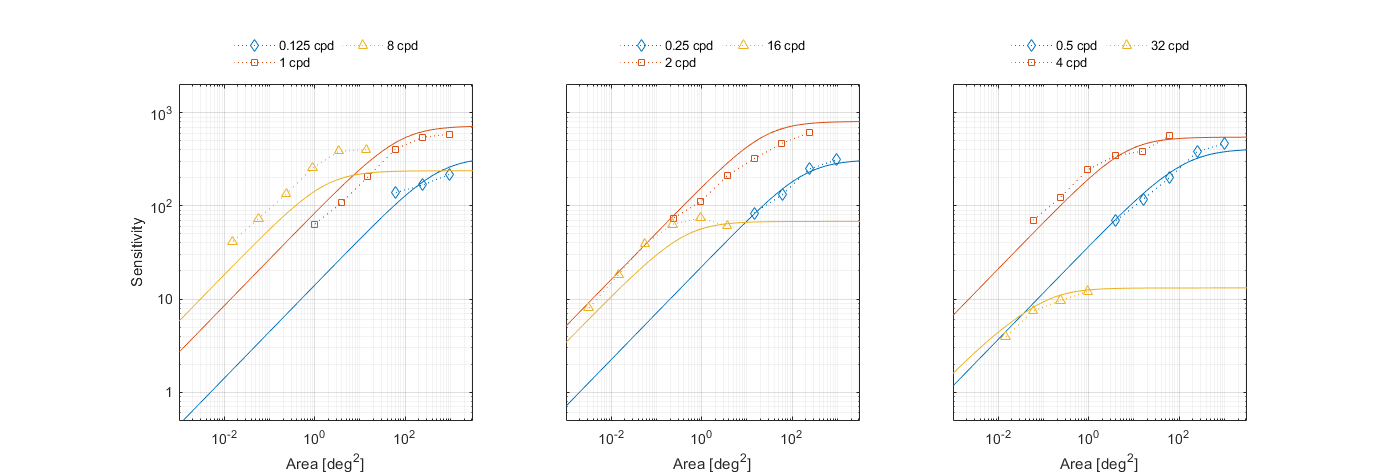 0.125 cpd 8 cpd
1 cpd
0.25 cpd 16 cpd
2 cpd
0.5 cpd 32 cpd
4 cpd
Sensitivity
10³
10²
10
1
10⁻² 10⁰ 10²
Area [deg²]
10⁻² 10⁰ 10²
Area [deg²]
10⁻² 10⁰ 10²
Area [deg²]